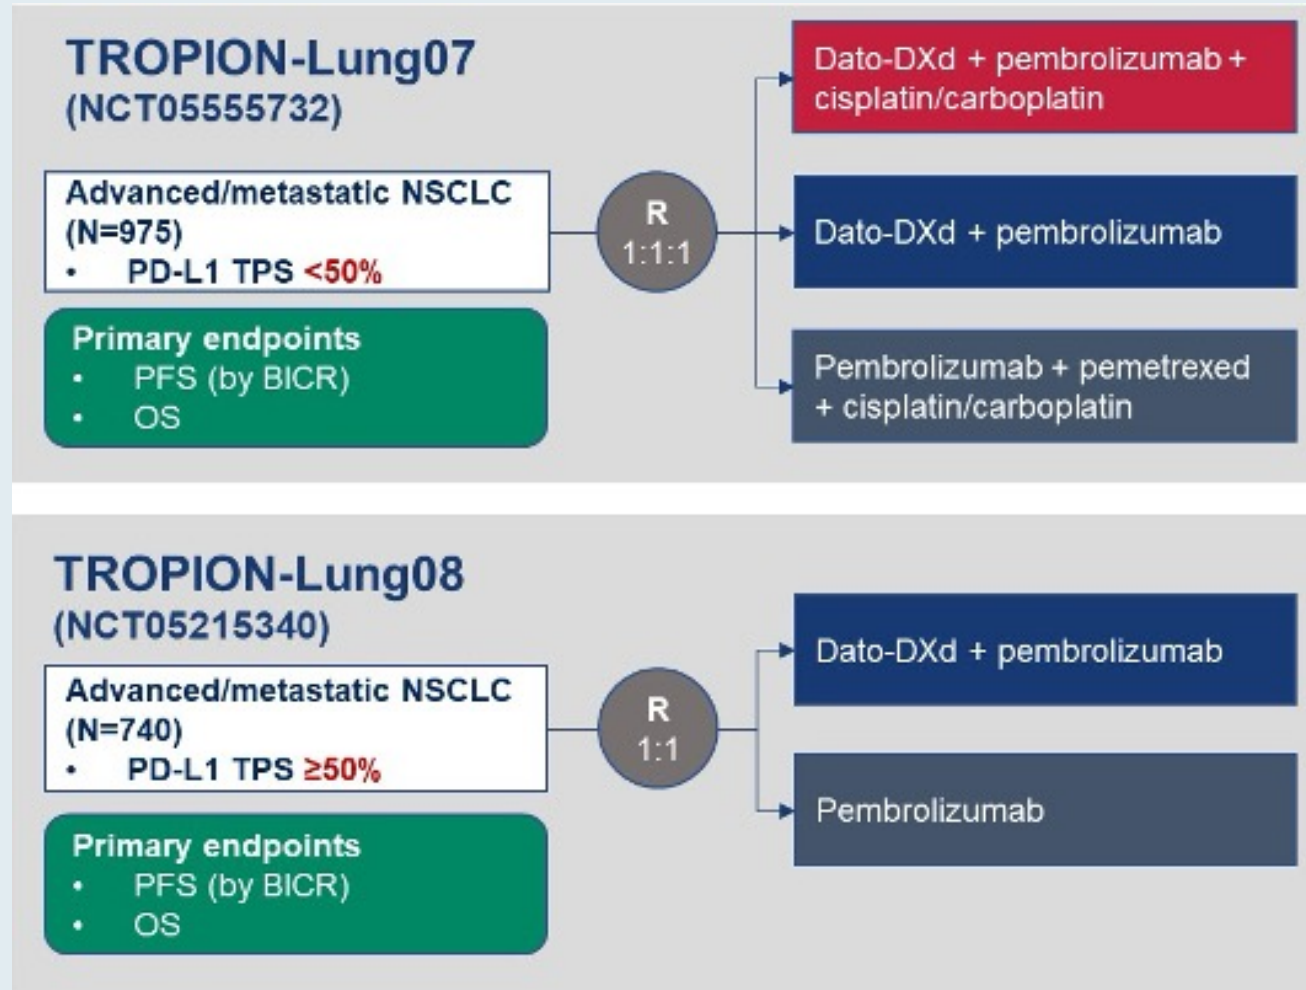 TROPION-Lung07
(NCT05555732)
Advanced/metastatic NSCLC
(N=975)
• PD-L1 TPS <50%
Primary endpoints
• PFS (by BICR)
• OS
R
1:1:1
Dato-DXd + pembrolizumab +
cisplatin/carboplatin
Dato-DXd + pembrolizumab
Pembrolizumab + pemetrexed
+ cisplatin/carboplatin
TROPION-Lung08
(NCT05215340)
Advanced/metastatic NSCLC
(N=740)
• PD-L1 TPS ≥50%
Primary endpoints
• PFS (by BICR)
• OS
R
1:1
Dato-DXd + pembrolizumab
Pembrolizumab